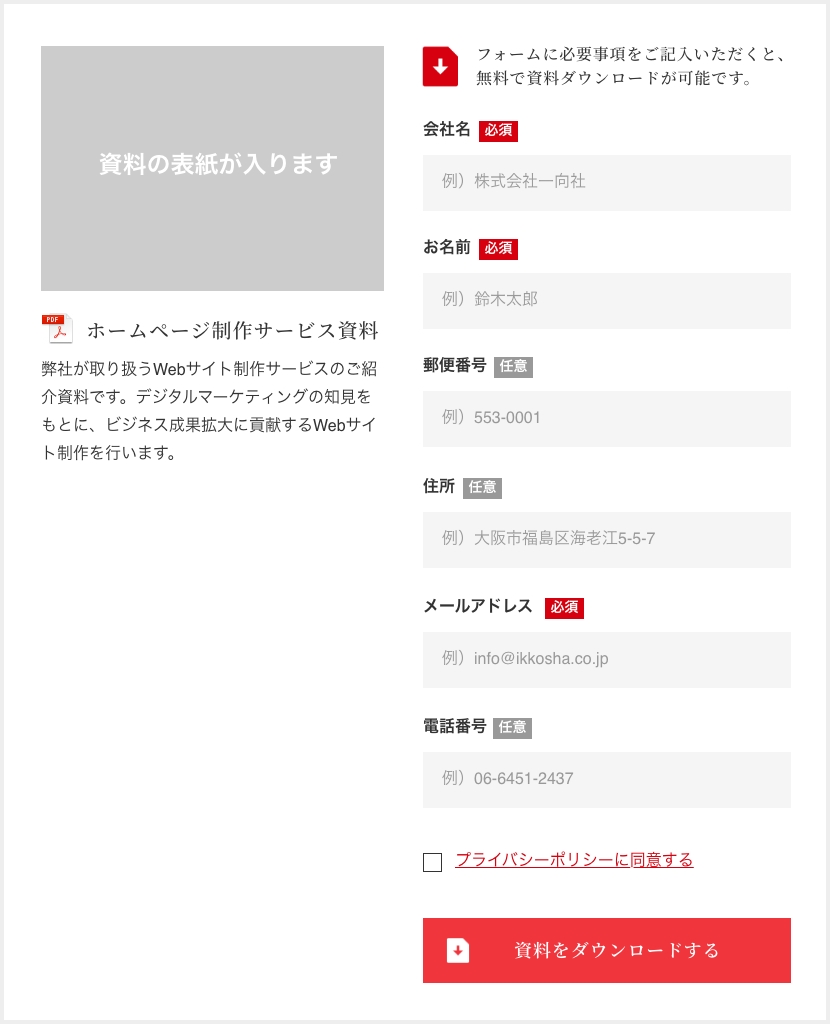 資料の表紙が入ります
PDF
ホームページ制作サービス資料
弊社が取り扱うWebサイト制作サービスのご紹
介資料です。デジタルマーケティングの知見を
もとに、ビジネス成果拡大に貢献するWebサイ
ト制作を行います。
フォームに必要事項をご記入いただくと、
無料で資料ダウンロードが可能です。
会社名 必須
例）株式会社一向社
お名前 必須
例）鈴木太郎
郵便番号 任意
例）553-0001
住所 任意
例）大阪市福島区海老江5-5-7
メールアドレス 必須
例）info@ikkosha.co.jp
電話番号 任意
例）06-6451-2437
プライバシーポリシーに同意する
資料をダウンロードする